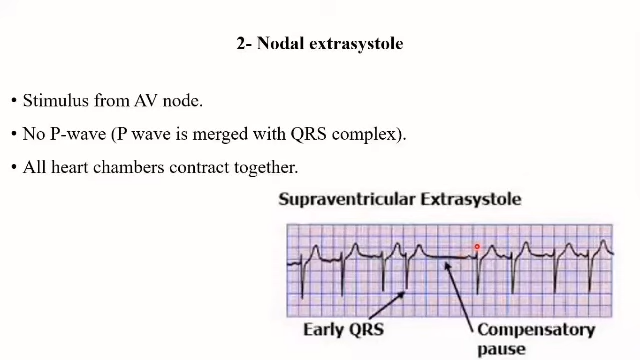 2- Nodal extrasystole
• Stimulus from AV node.
• No P-wave (P wave is merged with QRS complex).
• All heart chambers contract together.
Supraventricular Extrasystole
Early QRS
Compensatory
pause